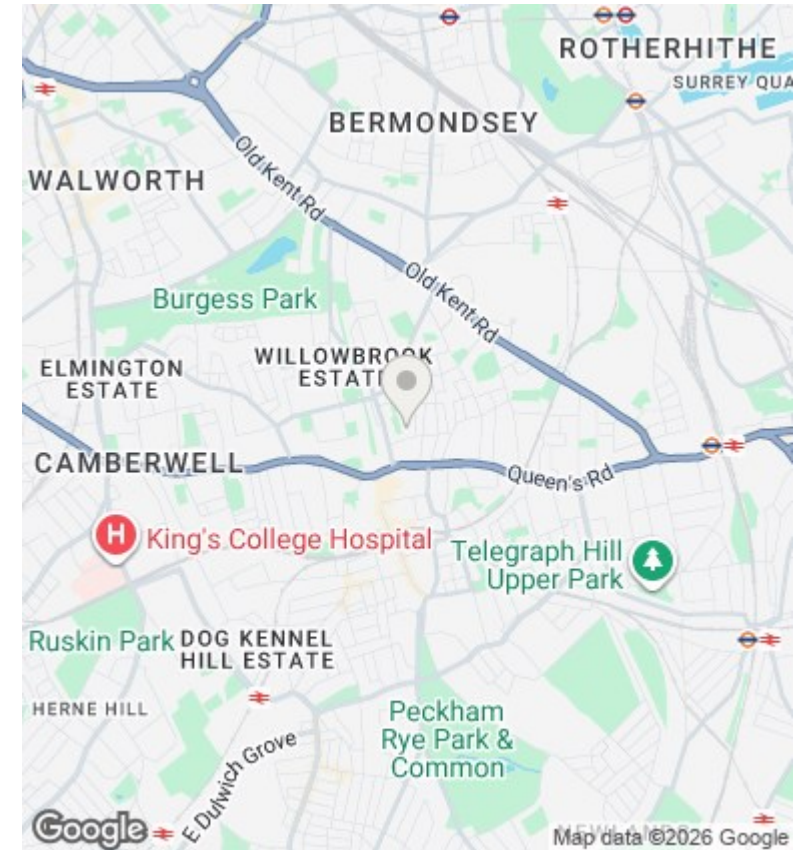 ROTHERHITHE
SURREY QUA
BERMONDSEY
Old Kent Rd
WALWORTH
Old Kent Rd
Burgess Park
WILLOWBROOK
ESTATE
ELMINGTON
ESTATE
CAMBERWELL
Queen's Rd
H
King's College Hospital
Telegraph Hill
Upper Park
Ruskin Park
DOG KENNEL
HILL ESTATE
HERNE HILL
Peckham
Rye Park &
Common
E Dulwich Grove
Google
Map data ©2026 Google